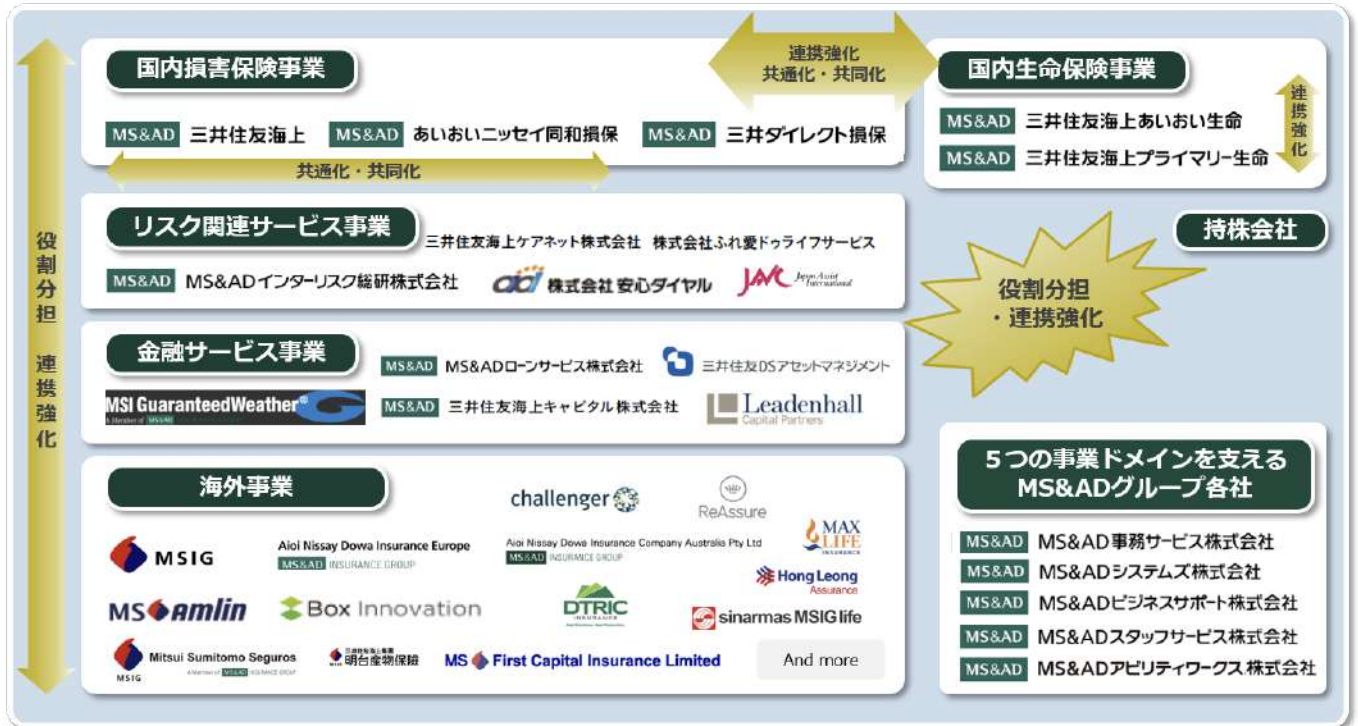 国内損害保険事業
MS&AD 三井住友海上 MS&AD あいおいニッセイ同和損保 MS&AD 三井ダイレクト損保
共通化・共同化
連携強化
共通化・共同化
国内生命保険事業
MS&AD 三井住友海上あいおい生命
MS&AD 三井住友海上プライマリー生命
連携強化
役割分担 連携強化
リスク関連サービス事業
三井住友海上ケアネット株式会社 株式会社ふれ愛ドゥライフサービス
MS&AD MS&ADインターリスク総研株式会社 株式会社安心ダイヤル
Japan Assist
International
持株会社
役割分担
・連携強化
金融サービス事業
MS&AD MS&ADローンサービス株式会社 三井住友DSアセットマネジメント
MSI GuaranteedWeather®
A Member of MS&AD
MS&AD 三井住友海上キャピタル株式会社
Leadenhall
Capital Partners
海外事業
challenger
ReAssure
MSIG
Aioi Nissay Dowa Insurance Europe
MS&AD INSURANCE GROUP
Aioi Nissay Dowa Insurance Company Australia Pty Ltd
MS&AD INSURANCE GROUP
MAX
LIFE
INSURANCE
Hong Leong
Assurance
MS amlin
Box Innovation
DTRIC
INSURANCE
sinarmas MSIG life
MSIG
Mitsui Sumitomo Seguros
A Member of MS&AD INSURANCE GROUP
明台産物保險
MS First Capital Insurance Limited
And more
5つの事業ドメインを支える
MS&ADグループ各社
MS&AD MS&AD事務サービス株式会社
MS&AD MS&ADシステムズ株式会社
MS&AD MS&ADビジネスサポート株式会社
MS&AD MS&ADスタッフサービス株式会社
MS&AD MS&ADアビリティワークス株式会社